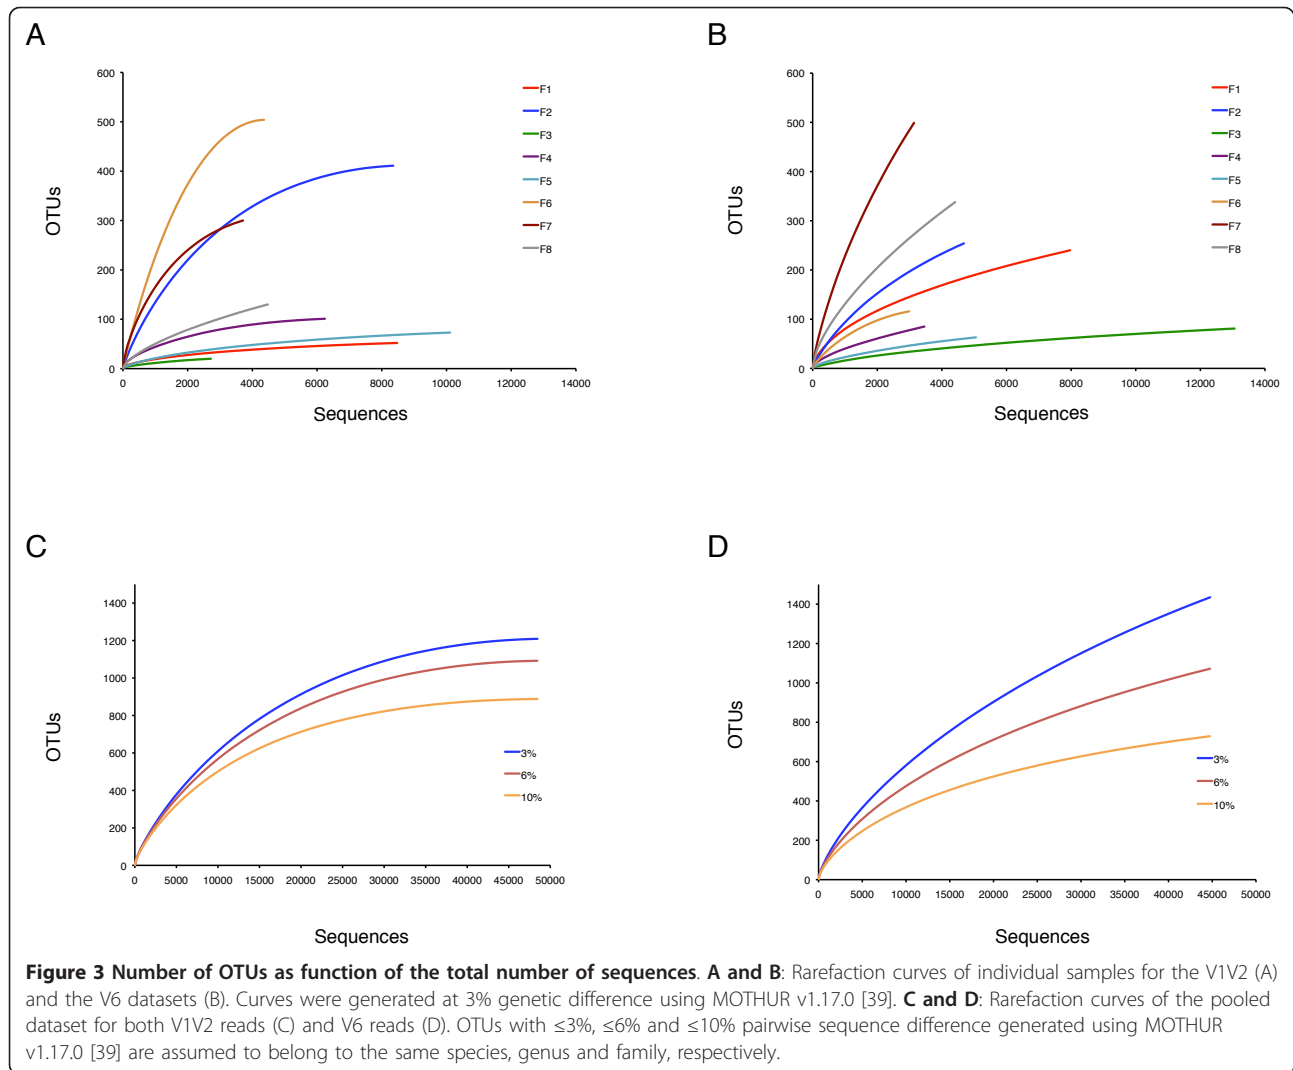 A
600
500
400
300
200
100
0
OTUs
0 2000 4000 6000 8000 10000 12000 14000
Sequences
F1
F2
F3
F4
F5
F6
F7
F8
B
600
500
400
300
200
100
0
OTUs
0 2000 4000 6000 8000 10000 12000 14000
Sequences
F1
F2
F3
F4
F5
F6
F7
F8
C
1400
1200
1000
800
600
400
200
0
OTUs
0 5000 10000 15000 20000 25000 30000 35000 40000 45000 50000
Sequences
3%
6%
10%
D
1400
1200
1000
800
600
400
200
0
OTUs
0 5000 10000 15000 20000 25000 30000 35000 40000 45000 50000
Sequences
3%
6%
10%
Figure 3 Number of OTUs as function of the total number of sequences. A and B: Rarefaction curves of individual samples for the V1V2 (A)
and the V6 datasets (B). Curves were generated at 3% genetic difference using MOTHUR v1.17.0 [39]. C and D: Rarefaction curves of the pooled
dataset for both V1V2 reads (C) and V6 reads (D). OTUs with ≤3%, ≤6% and ≤10% pairwise sequence difference generated using MOTHUR
v1.17.0 [39] are assumed to belong to the same species, genus and family, respectively.